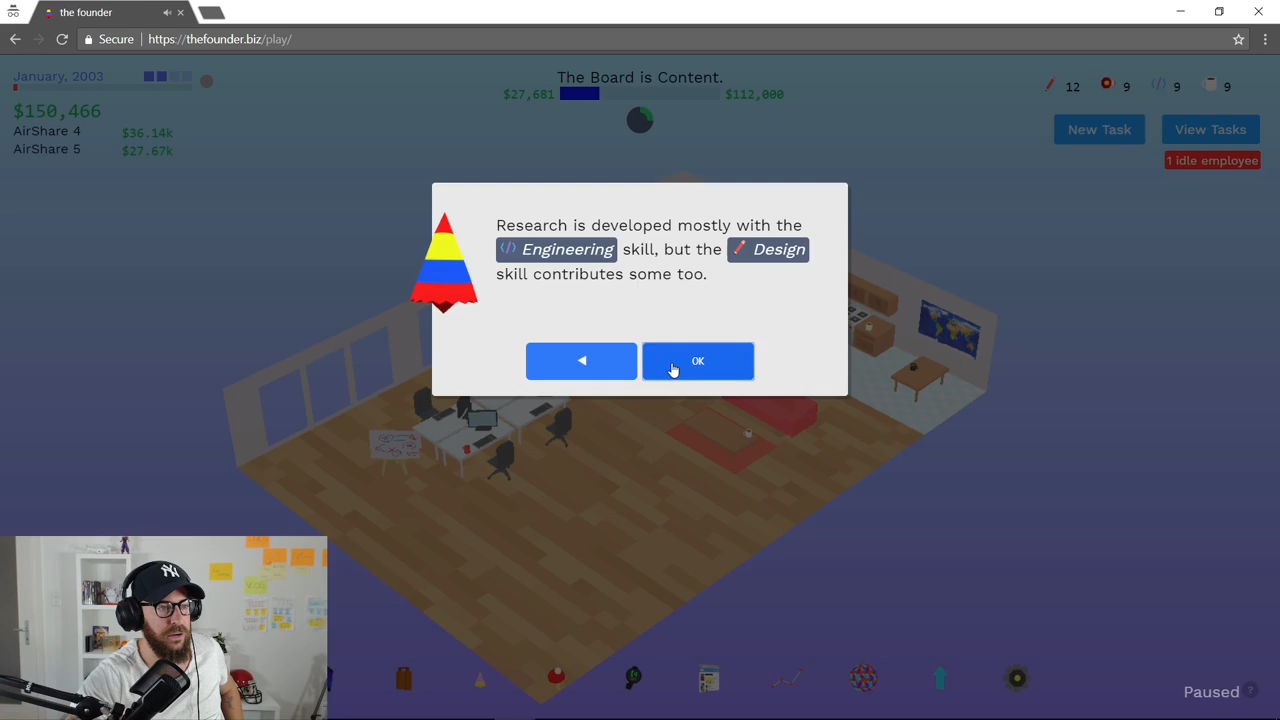 the founder
Secure
https://thefounder.biz/play/
January, 2003
$150,466
AirShare 4 $36.14k
AirShare 5 $27.67k
The Board is Content.
$27,681 $112,000
12 9 9 9
New Task View Tasks
1 idle employee
Research is developed mostly with the
</> Engineering skill, but the Design
skill contributes some too.
OK
Paused ?